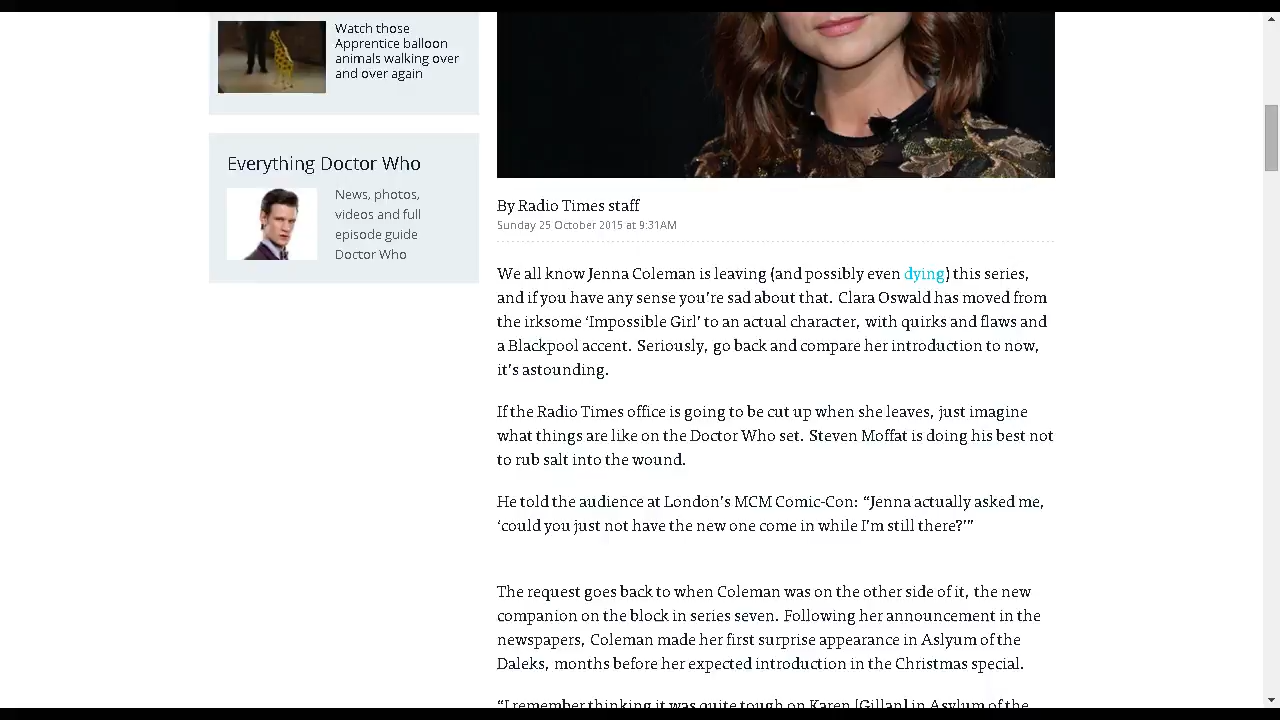 Watch those
Apprentice balloon
animals walking over
and over again
Everything Doctor Who
News, photos,
videos and full
episode guide
Doctor Who
By Radio Times staff
Sunday 25 October 2015 at 9:31AM
We all know Jenna Coleman is leaving (and possibly even dying) this series,
and if you have any sense you’re sad about that. Clara Oswald has moved from
the irksome ‘Impossible Girl’ to an actual character, with quirks and flaws and
a Blackpool accent. Seriously, go back and compare her introduction to now,
it’s astounding.
If the Radio Times office is going to be cut up when she leaves, just imagine
what things are like on the Doctor Who set. Steven Moffat is doing his best not
to rub salt into the wound.
He told the audience at London’s MCM Comic-Con: “Jenna actually asked me,
‘could you just not have the new one come in while I’m still there?’”
The request goes back to when Coleman was on the other side of it, the new
companion on the block in series seven. Following her announcement in the
newspapers, Coleman made her first surprise appearance in Aslyum of the
Daleks, months before her expected introduction in the Christmas special.
“I remember thinking it was quite tough on Karen [Gillan] in Asylum of the